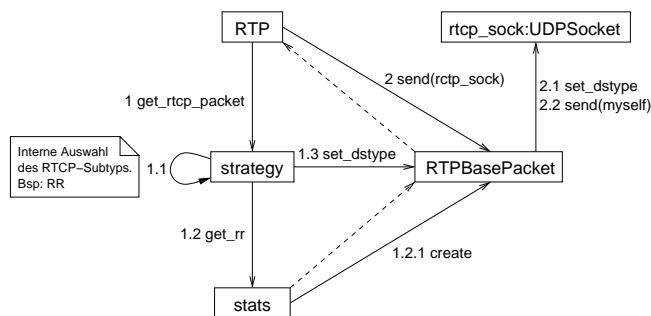 RTP
rtcp_sock:UDPSocket
2 send(rctp_sock)
2.1 set_dstype
2.2 send(myself)
1 get_rtcp_packet
Interne Auswahl
des RTCP−Subtyps.
Bsp: RR
1.1
strategy
1.3 set_dstype
RTPBasePacket
1.2 get_rr
1.2.1 create
stats